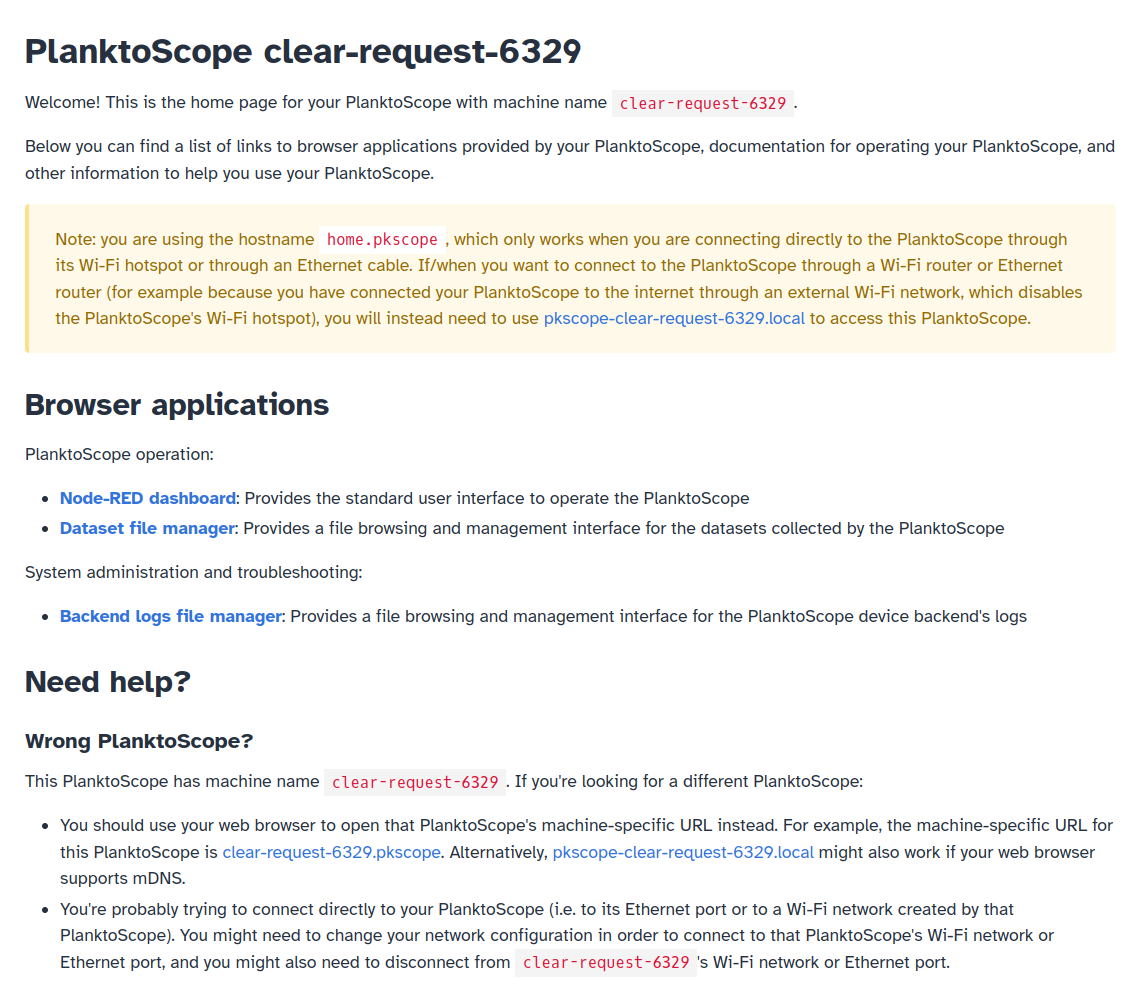 PlanktoScope clear-request-6329
Welcome! This is the home page for your PlanktoScope with machine name clear-request-6329 .
Below you can find a list of links to browser applications provided by your PlanktoScope, documentation for operating your PlanktoScope, and
other information to help you use your PlanktoScope.
Note: you are using the hostname home.pkscope , which only works when you are connecting directly to the PlanktoScope through
its Wi-Fi hotspot or through an Ethernet cable. If/when you want to connect to the PlanktoScope through a Wi-Fi router or Ethernet
router (for example because you have connected your PlanktoScope to the internet through an external Wi-Fi network, which disables
the PlanktoScope's Wi-Fi hotspot), you will instead need to use pkscope-clear-request-6329.local to access this PlanktoScope.
Browser applications
PlanktoScope operation:
• Node-RED dashboard: Provides the standard user interface to operate the PlanktoScope
• Dataset file manager: Provides a file browsing and management interface for the datasets collected by the PlanktoScope
System administration and troubleshooting:
• Backend logs file manager: Provides a file browsing and management interface for the PlanktoScope device backend's logs
Need help?
Wrong PlanktoScope?
This PlanktoScope has machine name clear-request-6329 . If you're looking for a different PlanktoScope:
• You should use your web browser to open that PlanktoScope's machine-specific URL instead. For example, the machine-specific URL for
this PlanktoScope is clear-request-6329.pkscope. Alternatively, pkscope-clear-request-6329.local might also work if your web browser
supports mDNS.
• You're probably trying to connect directly to your PlanktoScope (i.e. to its Ethernet port or to a Wi-Fi network created by that
PlanktoScope). You might need to change your network configuration in order to connect to that PlanktoScope's Wi-Fi network or
Ethernet port, and you might also need to disconnect from clear-request-6329 's Wi-Fi network or Ethernet port.